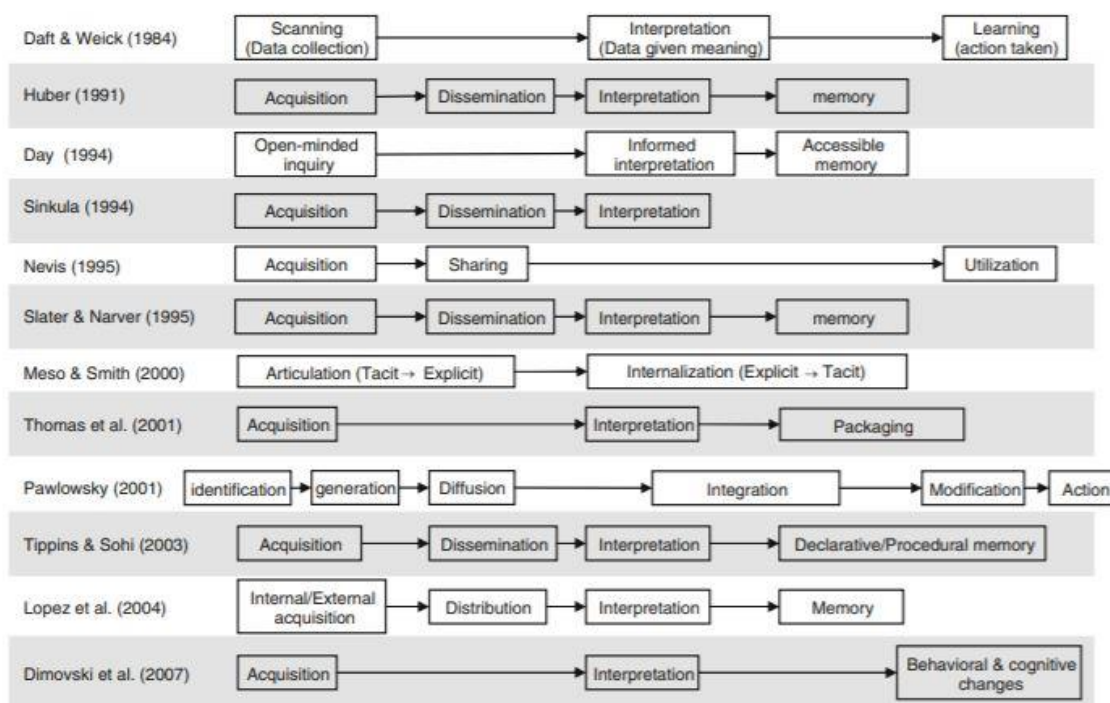 Daft & Weick (1984) Scanning (Data collection) Interpretation (Data given meaning) Learning (action taken)
Huber (1991) Acquisition Dissemination Interpretation memory
Day (1994) Open-minded inquiry Informed interpretation Accessible memory
Sinkula (1994) Acquisition Dissemination Interpretation
Nevis (1995) Acquisition Sharing Utilization
Slater & Narver (1995) Acquisition Dissemination Interpretation memory
Meso & Smith (2000) Articulation (Tacit → Explicit) Internalization (Explicit → Tacit)
Thomas et al. (2001) Acquisition Interpretation Packaging
Pawlowsky (2001) identification generation Diffusion Integration Modification Action
Tippins & Sohi (2003) Acquisition Dissemination Interpretation Declarative/Procedural memory
Lopez et al. (2004) Internal/External acquisition Distribution Interpretation Memory
Dimovski et al. (2007) Acquisition Interpretation Behavioral & cognitive changes